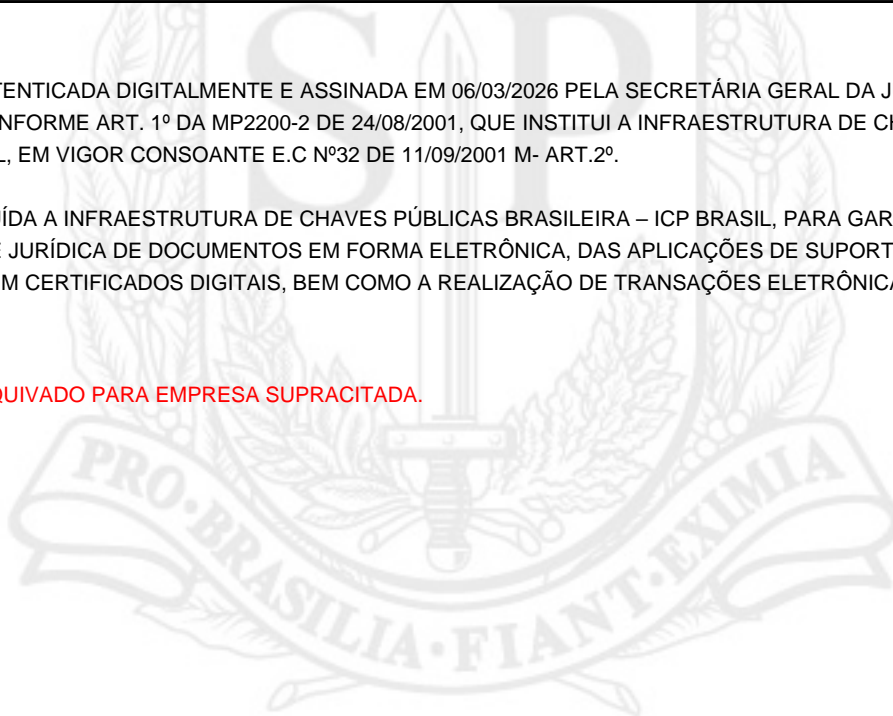 TENTICADA DIGITALMENTE E ASSINADA EM 06/03/2026 PELA SECRETÁRIA GERAL DA J
NFORME ART. 1º DA MP2200-2 DE 24/08/2001, QUE INSTITUI A INFRAESTRUTURA DE CH
L, EM VIGOR CONSOANTE E.C Nº32 DE 11/09/2001 M- ART.2º.
UÍDA A INFRAESTRUTURA DE CHAVES PÚBLICAS BRASILEIRA – ICP BRASIL, PARA GAR
E JURÍDICA DE DOCUMENTOS EM FORMA ELETRÔNICA, DAS APLICAÇÕES DE SUPORT
M CERTIFICADOS DIGITAIS, BEM COMO A REALIZAÇÃO DE TRANSAÇÕES ELETRÔNICA
QUIVADO PARA EMPRESA SUPRACITADA.
SP
PRO·BRASILIA·FIANT·EXIMIA